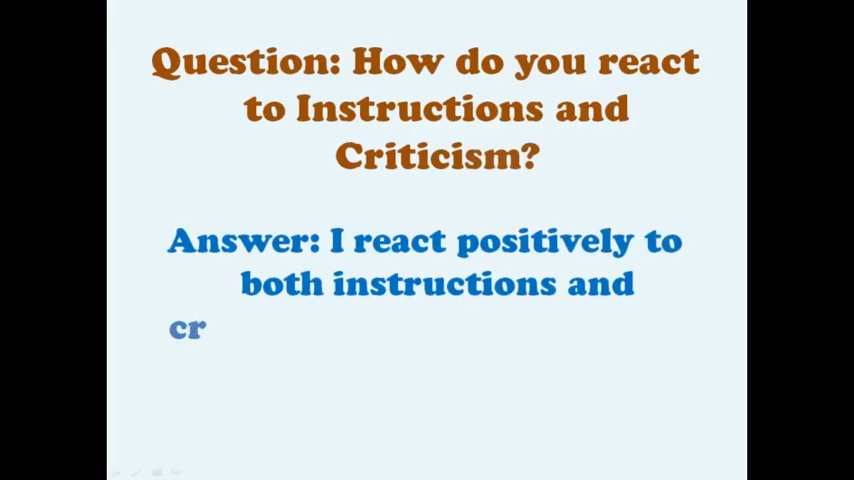 Question: How do you react
to Instructions and
Criticism?
Answer: I react positively to
both instructions and
cr